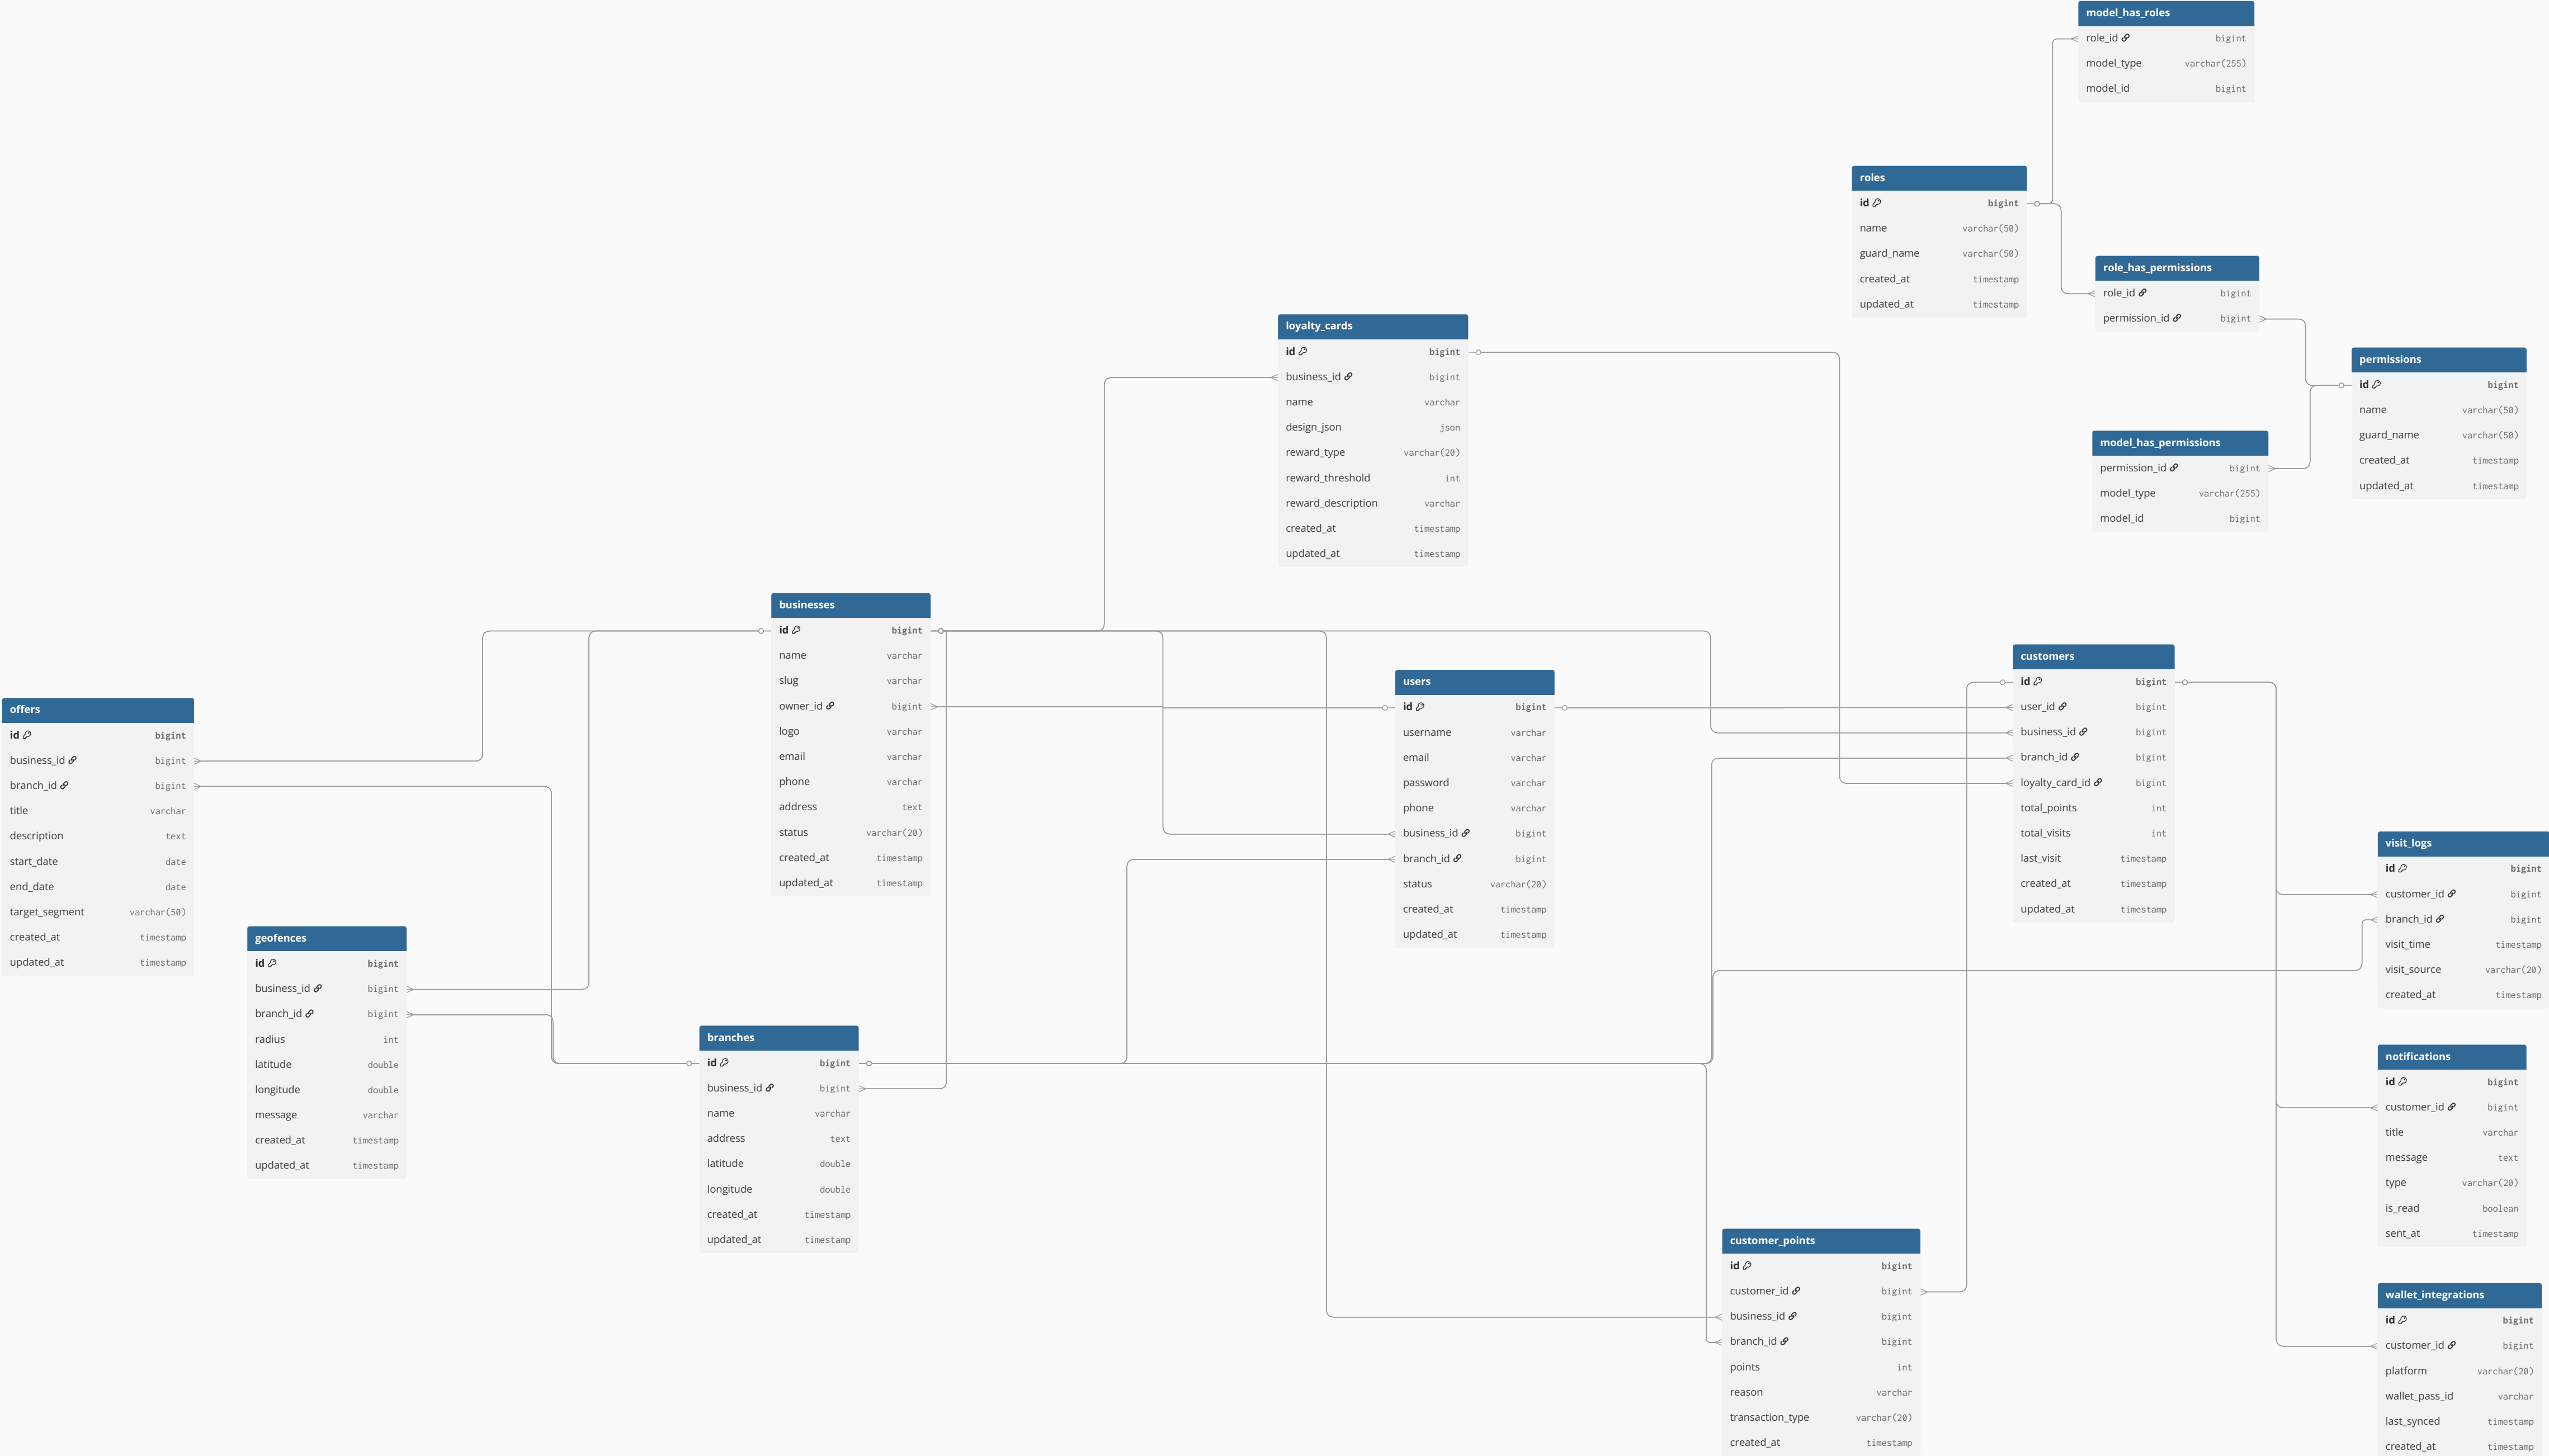 model_has_roles
role_id bigint
model_type varchar(255)
model_id bigint
roles
id bigint
name varchar(50)
guard_name varchar(50)
created_at timestamp
updated_at timestamp
role_has_permissions
role_id bigint
permission_id bigint
permissions
id bigint
name varchar(50)
guard_name varchar(50)
created_at timestamp
updated_at timestamp
model_has_permissions
permission_id bigint
model_type varchar(255)
model_id bigint
loyalty_cards
id bigint
business_id bigint
name varchar
design_json json
reward_type varchar(20)
reward_threshold int
reward_description varchar
created_at timestamp
updated_at timestamp
businesses
id bigint
name varchar
slug varchar
owner_id bigint
logo varchar
email varchar
phone varchar
address text
status varchar(20)
created_at timestamp
updated_at timestamp
users
id bigint
username varchar
email varchar
password varchar
phone varchar
business_id bigint
branch_id bigint
status varchar(20)
created_at timestamp
updated_at timestamp
customers
id bigint
user_id bigint
business_id bigint
branch_id bigint
loyalty_card_id bigint
total_points int
total_visits int
last_visit timestamp
created_at timestamp
updated_at timestamp
offers
id bigint
business_id bigint
branch_id bigint
title varchar
description text
start_date date
end_date date
target_segment varchar(50)
created_at timestamp
updated_at timestamp
geofences
id bigint
business_id bigint
branch_id bigint
radius int
latitude double
longitude double
message varchar
created_at timestamp
updated_at timestamp
branches
id bigint
business_id bigint
name varchar
address text
latitude double
longitude double
created_at timestamp
updated_at timestamp
visit_logs
id bigint
customer_id bigint
branch_id bigint
visit_time timestamp
visit_source varchar(20)
created_at timestamp
notifications
id bigint
customer_id bigint
title varchar
message text
type varchar(20)
is_read boolean
sent_at timestamp
customer_points
id bigint
customer_id bigint
business_id bigint
branch_id bigint
points int
reason varchar
transaction_type varchar(20)
created_at timestamp
wallet_integrations
id bigint
customer_id bigint
platform varchar(20)
wallet_pass_id varchar
last_synced timestamp
created_at timestamp